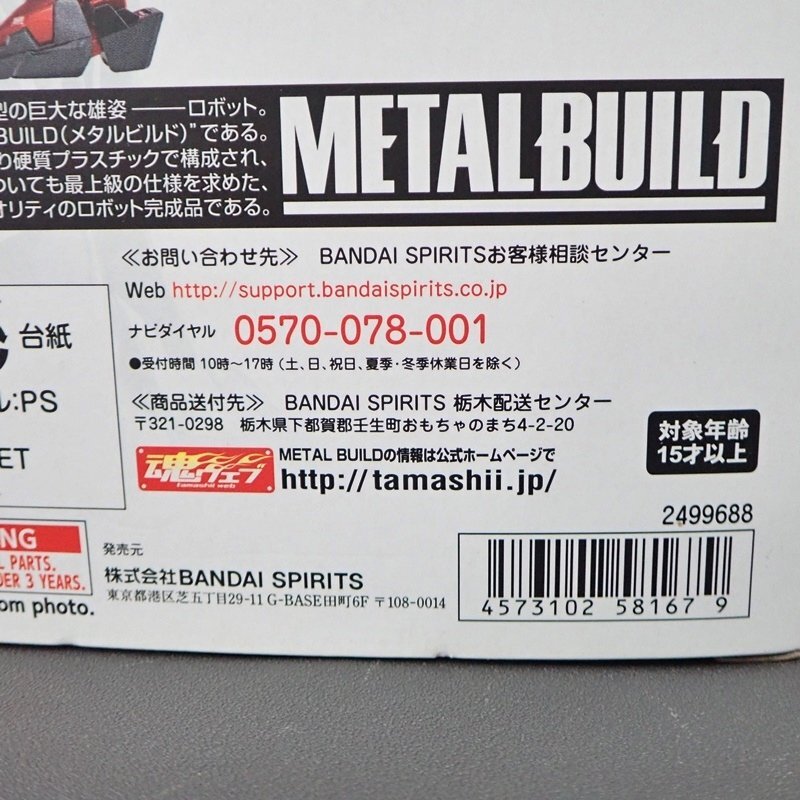 型の巨大な雄姿――ロボット。
BUILD(メタルビルド)"である。
り硬質プラスチックで構成され、
ついても最上級の仕様を求めた、
オリティのロボット完成品である。
METAL BUILD
≪お問い合わせ先≫ BANDAI SPIRITSお客様相談センター
Web http://support.bandaispirits.co.jp
ナビダイヤル 0570-078-001
●受付時間 10時～17時(土、日、祝日、夏季・冬季休業日を除く)
台紙
ル:PS
ET
≪商品送付先≫ BANDAI SPIRITS 栃木配送センター
〒321-0298 栃木県下都賀郡壬生町おもちゃのまち4-2-20
対象年齢
15才以上
魂ウェブ
tamashii web
METAL BUILDの情報は公式ホームページで
http://tamashii.jp/
2499688
NG
L PARTS.
DER 3 YEARS.
om photo.
発売元
株式会社BANDAI SPIRITS
東京都港区芝五丁目29-11 G-BASE田町6F 〒108-0014
4573102 58167 9